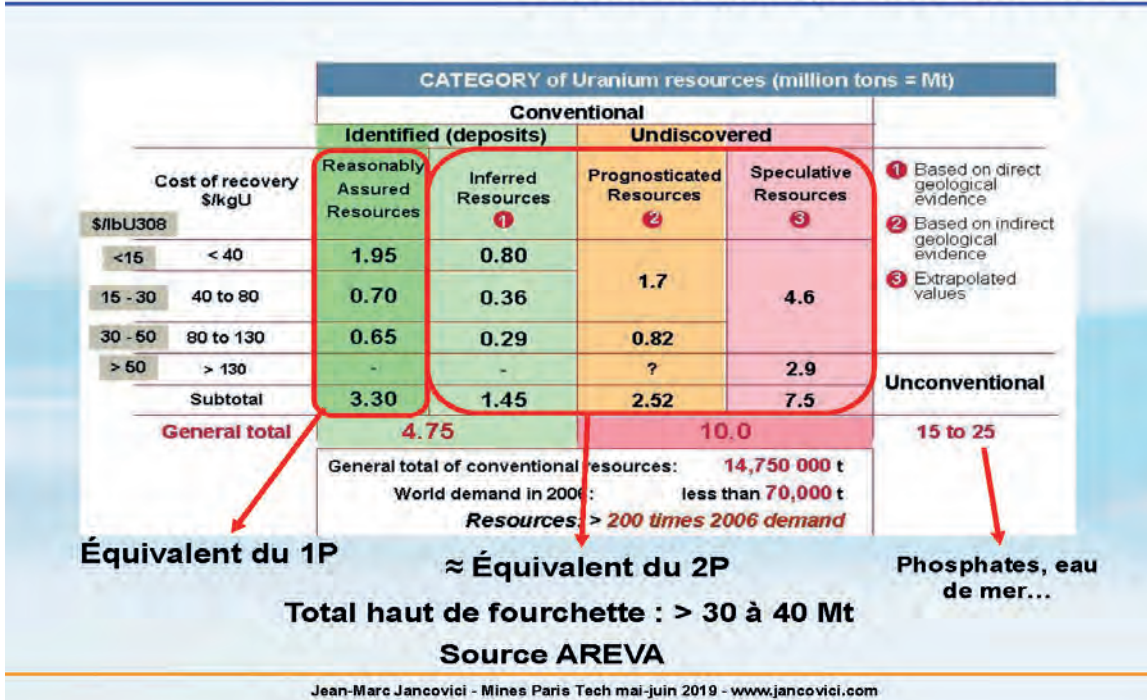 CATEGORY of Uranium resources (million tons = Mt)
Conventional
Identified (deposits) Undiscovered
Cost of recovery $/kgU
$/lbU308
Reasonably Assured Resources
Inferred Resources 1
Prognosticated Resources 2
Speculative Resources 3
1 Based on direct geological evidence
2 Based on indirect geological evidence
3 Extrapolated values
<15 < 40 1.95 0.80
1.7
4.6
15 - 30 40 to 80 0.70 0.36
30 - 50 80 to 130 0.65 0.29 0.82
> 50 > 130 - - ? 2.9
Unconventional
Subtotal 3.30 1.45 2.52 7.5
General total 4.75 10.0 15 to 25
General total of conventional resources: 14,750 000 t
World demand in 2006: less than 70,000 t
Resources: > 200 times 2006 demand
Équivalent du 1P
≈ Équivalent du 2P
Phosphates, eau
de mer...
Total haut de fourchette : > 30 à 40 Mt
Source AREVA
Jean-Marc Jancovici - Mines Paris Tech mai-juin 2019 - www.jancovici.com